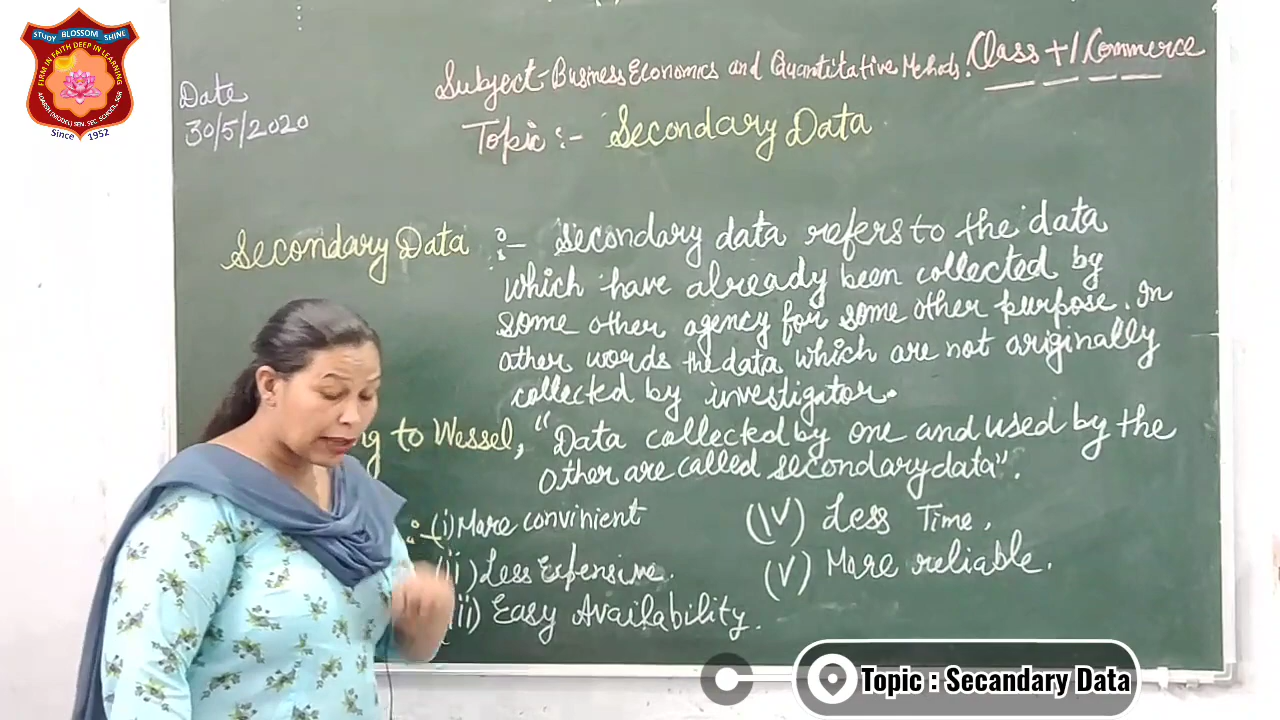 STUDY BLOSSOM SHINE
FIRM IN FAITH DEEP IN LEARNING
Since 1952
Date
30/5/2020
Subject-Business Economics and Quantitative Mehods. Class +1 Commerce
Topic :- Secondary Data
Secondary Data :- Secondary data refers to the data
which have already been collected by
some other agency for some other purpose. In
other words the data which are not originally
collected by investigator.
to Wessel, "Data collected by one and used by the
other are called secondary data".
:- (i) More convinient
(ii) Less Expensive.
(iii) Easy Availability.
(IV) Less Time.
(V) More reliable.
Topic : Secandary Data